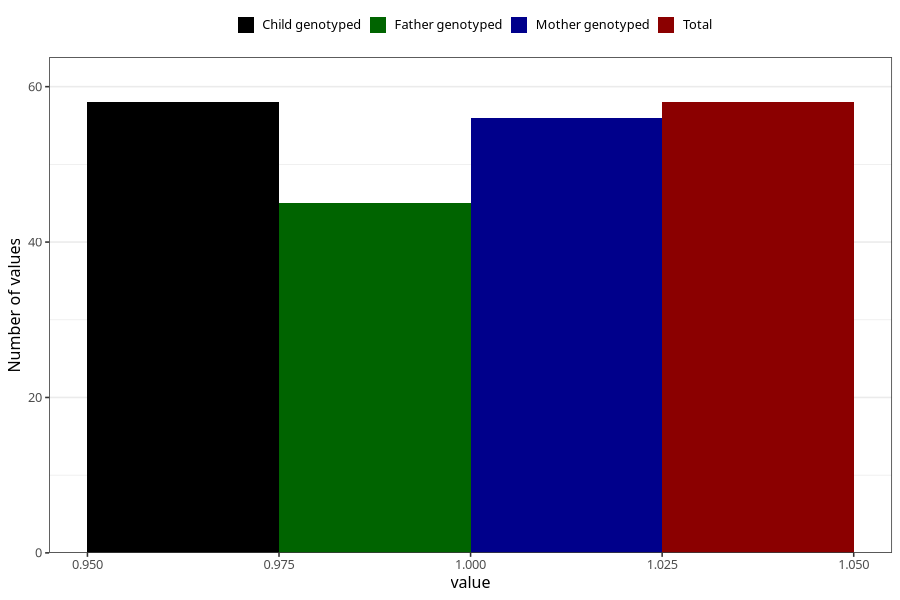 Child genotyped Father genotyped Mother genotyped Total
60
40
20
0
Number of values
0.950 0.975 1.000 1.025 1.050
value